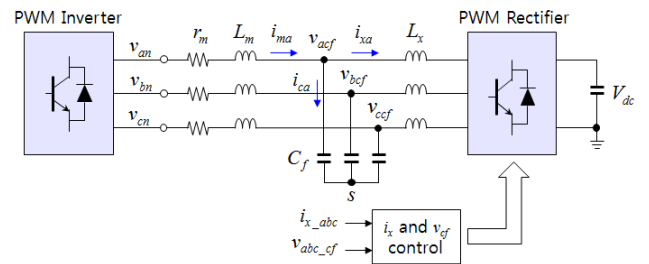 PWM Inverter
PWM Rectifier
v_an
r_m
L_m
i_ma
v_acf
i_xa
L_x
i_ca
v_bn
v_bcf
v_cn
v_ccf
V_dc
C_f
s
i_x_abc
v_abc_cf
i_x and v_cf
control